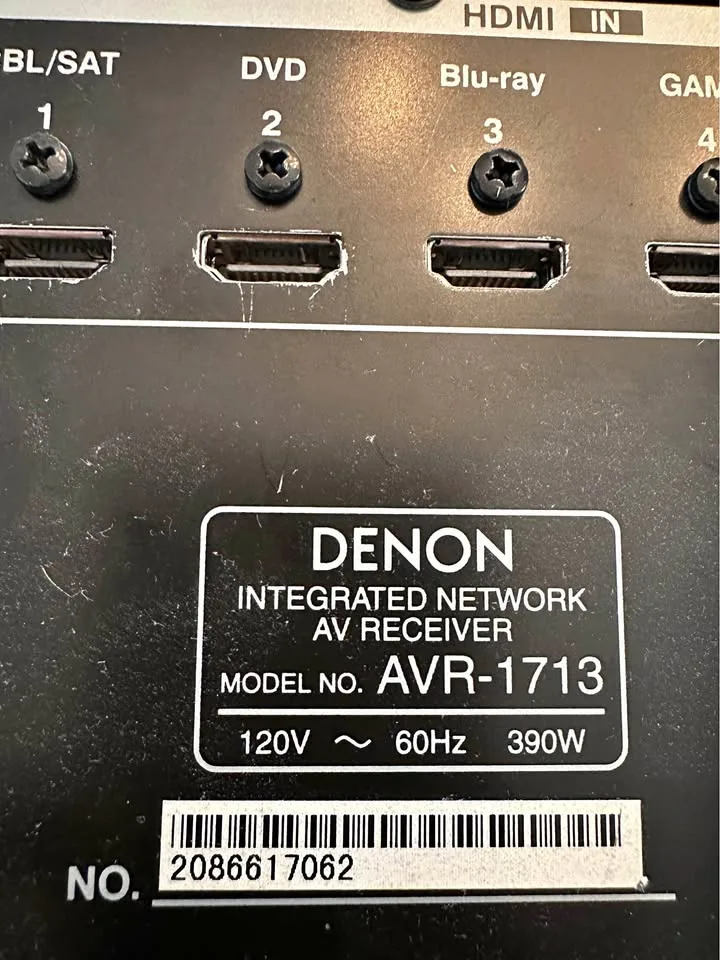 HDMI IN
BL/SAT DVD Blu-ray GAM
1 2 3 4
DENON
INTEGRATED NETWORK
AV RECEIVER
MODEL NO. AVR-1713
120V ～ 60Hz 390W
2086617062
NO.